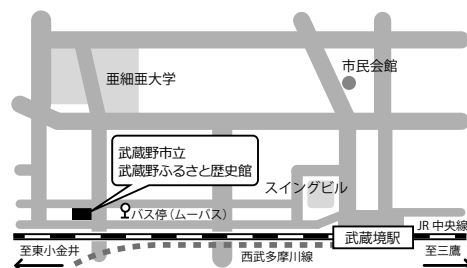 亜細亜大学
市民会館
武蔵野市立
武蔵野ふるさと歴史館
スイングビル
バス停（ムーバス）
JR 中央線
武蔵境駅
至東小金井
西武多摩川線
至三鷹